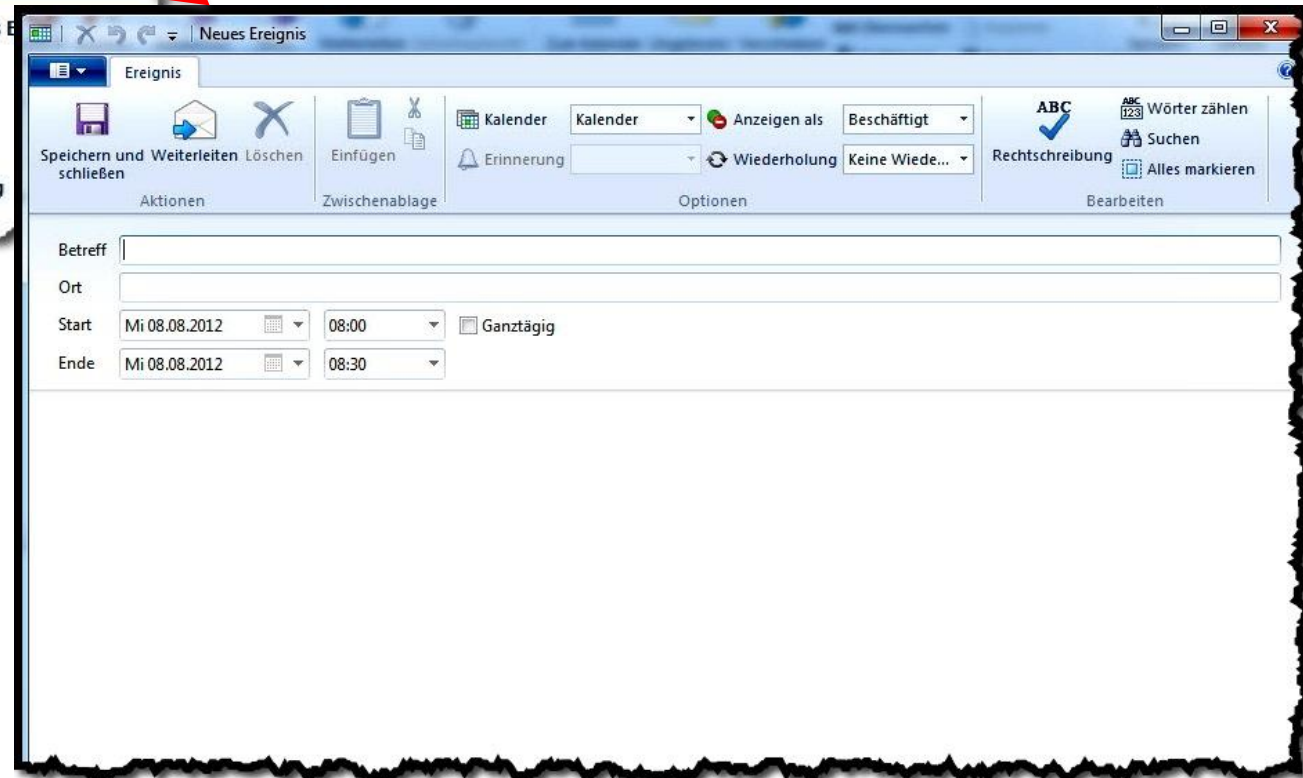 Neues Ereignis
Ereignis
Speichern und schließen
Weiterleiten
Löschen
Aktionen
Einfügen
Zwischenablage
Kalender
Kalender
Anzeigen als
Beschäftigt
Erinnerung
Wiederholung
Keine Wiede...
Optionen
ABC
Rechtschreibung
ABC
123
Wörter zählen
Suchen
Alles markieren
Bearbeiten
Betreff
Ort
Start
Mi 08.08.2012
08:00
Ganztägig
Ende
Mi 08.08.2012
08:30